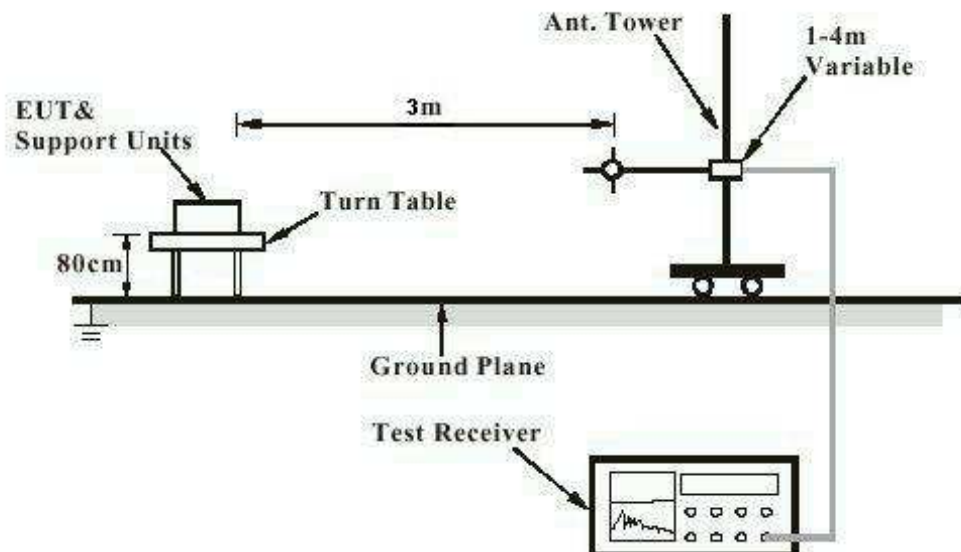 Ant. Tower
1-4m
Variable
3m
EUT&
Support Units
Turn Table
80cm
Ground Plane
Test Receiver